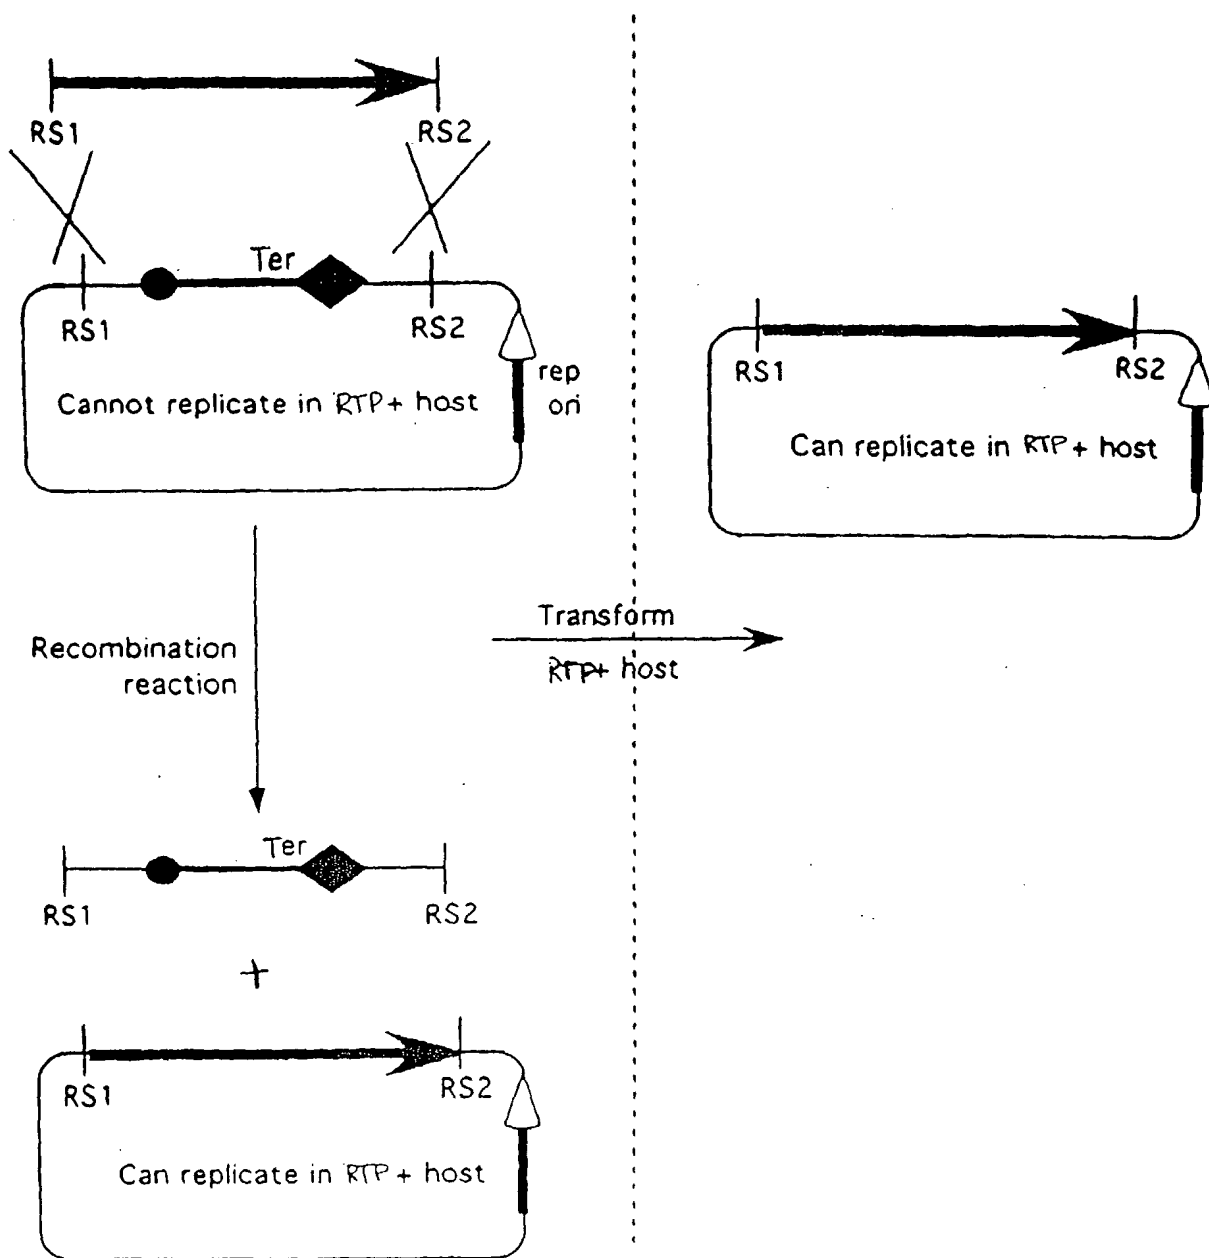 RS1
RS2
Ter
RS1
RS2
rep
ori
Cannot replicate in RTP+ host
RS1
RS2
Can replicate in RTP + host
Recombination
reaction
Transform
RTP+ host
Ter
RS1
RS2
+
RS1
RS2
Can replicate in RTP + host